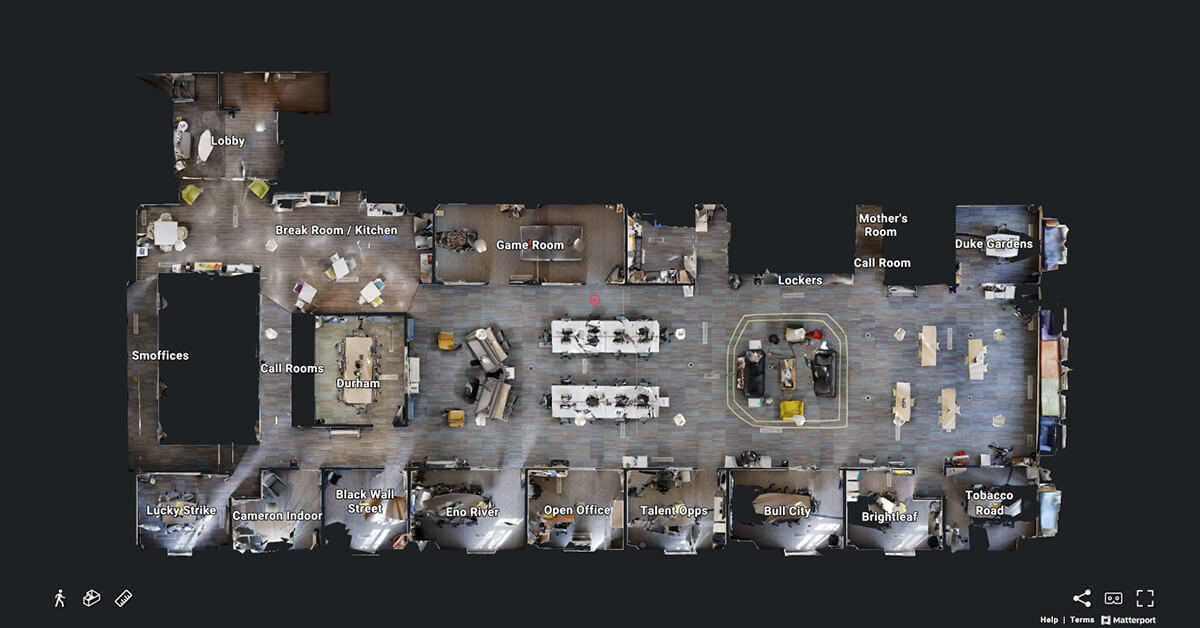 Lobby
Break Room / Kitchen
Game Room
Mother's
Room
Duke Gardens
Call Room
Lockers
Smoffices
Call Rooms
Durham
Lucky Strike
Cameron Indoor
Black Wall
Street
Eno River
Open Office
Talent Opps
Bull City
Brightleaf
Tobacco
Road
Help | Terms Matterport